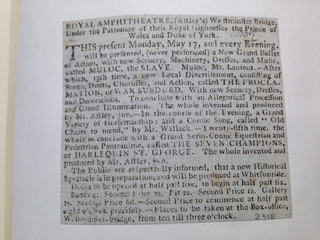 ROYAL AMPHITHEATRE, (Astley's) Westminster Bridge,
Under the Patronage of their Royal Highnesses the Prince of
Wales and Duke of York.
THIS present Monday, May 17, and every Evening,
will be presented, (never performed) a New Grand Ballet
of Action, with new Scenery, Machinery, Dresses, and Music,
called MULOC, the SLAVE. Muloc, Mr. Laurent.—After
which, 13th time, a new Local Divertisement, consisting of
Songs, Duets, Chorusses, and Action, called THE PROCLA-
MATION, or WAR SUBDUED. With new Scenery, Dresses,
and Decorations. To conclude with an Allegorical Procession
and Grand Illumination. The whole invented and produced
by Mr. Astley, jun.—In the course of the Evening, a Grand
Variety of Horsemanship; and a Comic Song, called "Old
Chairs to mend," by Mr. Wallack.—Twenty-fifth time, the
whole to conclude with a Grand Serio-Comic Equestrian and
Pedestrian Pantomime, called THE SEVEN CHAMPIONS,
or HARLEQUIN ST. GEORGE. The whole invented and
produced by Mr. Astley, jun.
The Public are respectfully informed, that a new Historical
Spectacle is in preparation, and will be produced at Whitsuntide.
Doors to be opened at half past five, to begin at half past six.
Boxes 4s. Second Price 2s. Pit 2s. Second Price 1s. Gallery
1s. Second Price 6d.—Second Price to commence at half past
eight o'clock precisely.—Places to be taken at the Box-office,
Westminster-bridge, from ten till three o'clock.